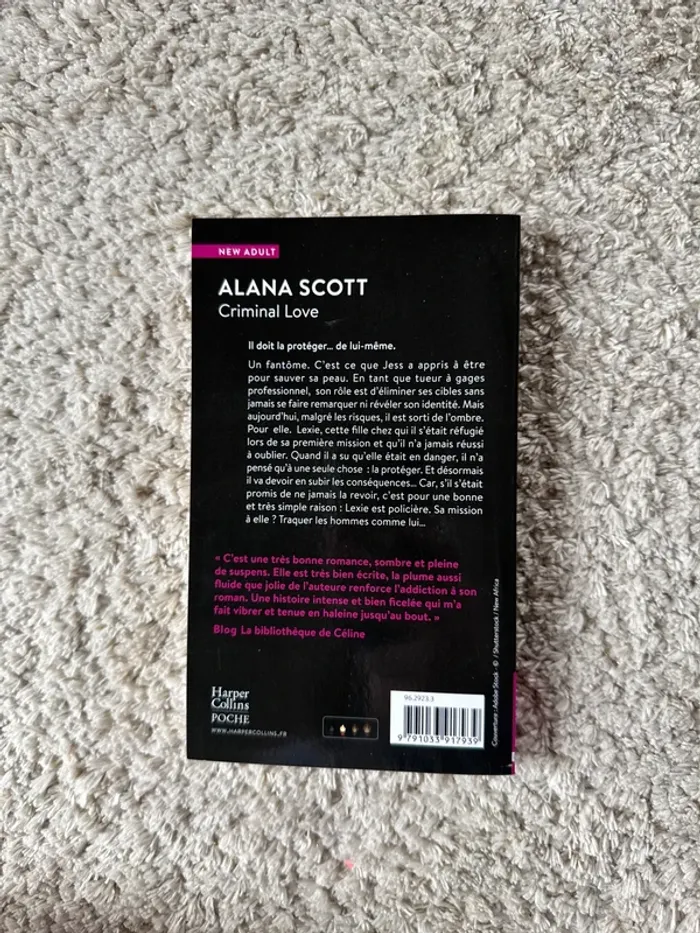 NEW ADULT
ALANA SCOTT
Criminal Love
Il doit la protéger... de lui-même.
Un fantôme. C'est ce que Jess a appris à être
pour sauver sa peau. En tant que tueur à gages
professionnel, son rôle est d'éliminer ses cibles sans
jamais se faire remarquer ni révéler son identité. Mais
aujourd'hui, malgré les risques, il est sorti de l'ombre.
Pour elle. Lexie, cette fille chez qui il s'était réfugié
lors de sa première mission et qu'il n'a jamais réussi
à oublier. Quand il a su qu'elle était en danger, il n'a
pensé qu'à une seule chose : la protéger. Et désormais
il va devoir en subir les conséquences... Car, s'il s'était
promis de ne jamais la revoir, c'est pour une bonne
et très simple raison : Lexie est policière. Sa mission
à elle ? Traquer les hommes comme lui...
« C'est une très bonne romance, sombre et pleine
de suspens. Elle est très bien écrite, la plume aussi
fluide que jolie de l'auteure renforce l'addiction à son
roman. Une histoire intense et bien ficelée qui m'a
fait vibrer et tenue en haleine jusqu'au bout. »
Blog La bibliothèque de Céline
Harper
Collins
POCHE
WWW.HARPERCOLLINS.FR
96.2923.3
9 791033 917939
Couverture : Adobe Stock - © / Shutterstock / New Africa